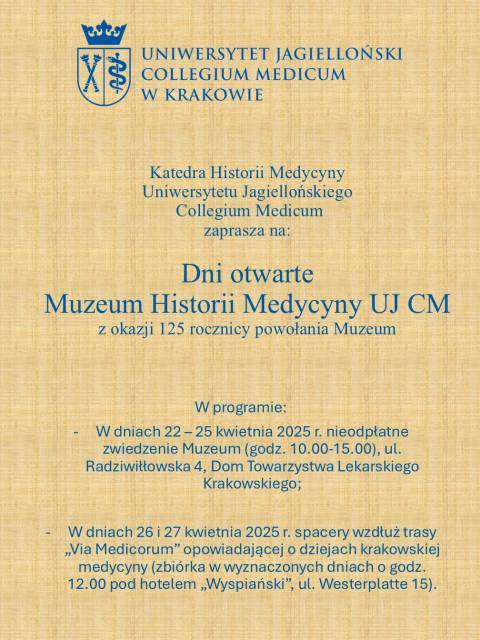 UNIWERSYTET JAGIELLOŃSKI
COLLEGIUM MEDICUM
W KRAKOWIE
Katedra Historii Medycyny
Uniwersytetu Jagiellońskiego
Collegium Medicum
zaprasza na:
Dni otwarte
Muzeum Historii Medycyny UJ CM
z okazji 125 rocznicy powołania Muzeum
W programie:
- W dniach 22 – 25 kwietnia 2025 r. nieodpłatne
zwiedzenie Muzeum (godz. 10.00-15.00), ul.
Radziwiłłowska 4, Dom Towarzystwa Lekarskiego
Krakowskiego;
- W dniach 26 i 27 kwietnia 2025 r. spacery wzdłuż trasy
„Via Medicorum” opowiadającej o dziejach krakowskiej
medycyny (zbiórka w wyznaczonych dniach o godz.
12.00 pod hotelem „Wyspiański”, ul. Westerplatte 15).